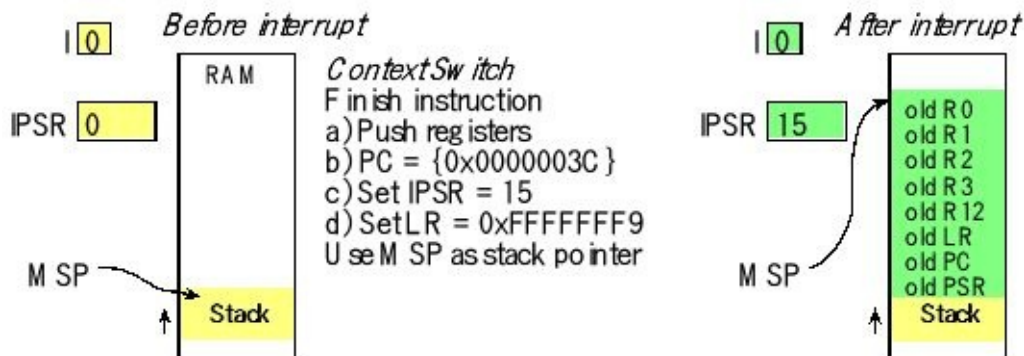 Before interrupt
I 0
RAM
IPSR 0
Context Switch
Finish instruction
a) Push registers
b) PC = {0x0000003C}
c) Set IPSR = 15
d) Set LR = 0xFFFFFFF9
Use MSP as stack pointer
MSP
Stack
After interrupt
I 0
IPSR 15
old R0
old R1
old R2
old R3
old R12
old LR
old PC
old PSR
MSP
Stack